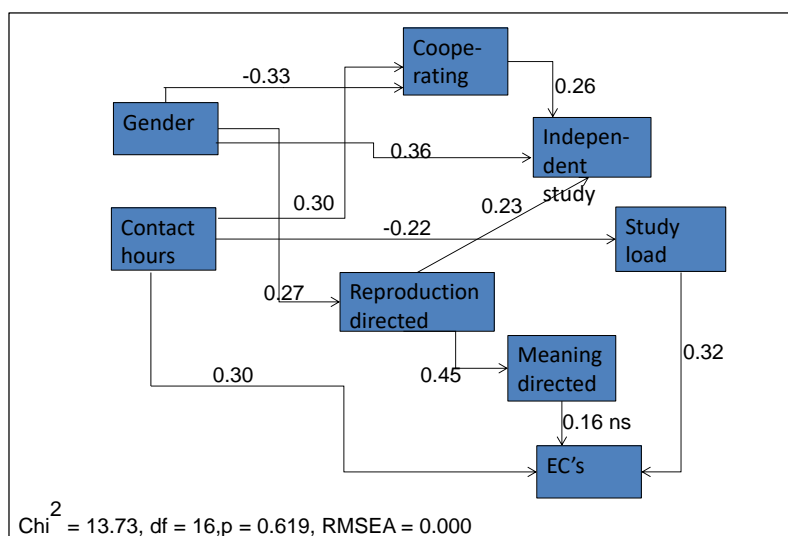 Coope-
rating
-0.33
0.26
Gender
Indepen-
dent
study
0.36
0.30
0.23
Contact
hours
-0.22
Study
load
0.27
Reproduction
directed
0.45
Meaning
directed
0.32
0.30
0.16 ns
EC's
Chi2 = 13.73, df = 16,p = 0.619, RMSEA = 0.000